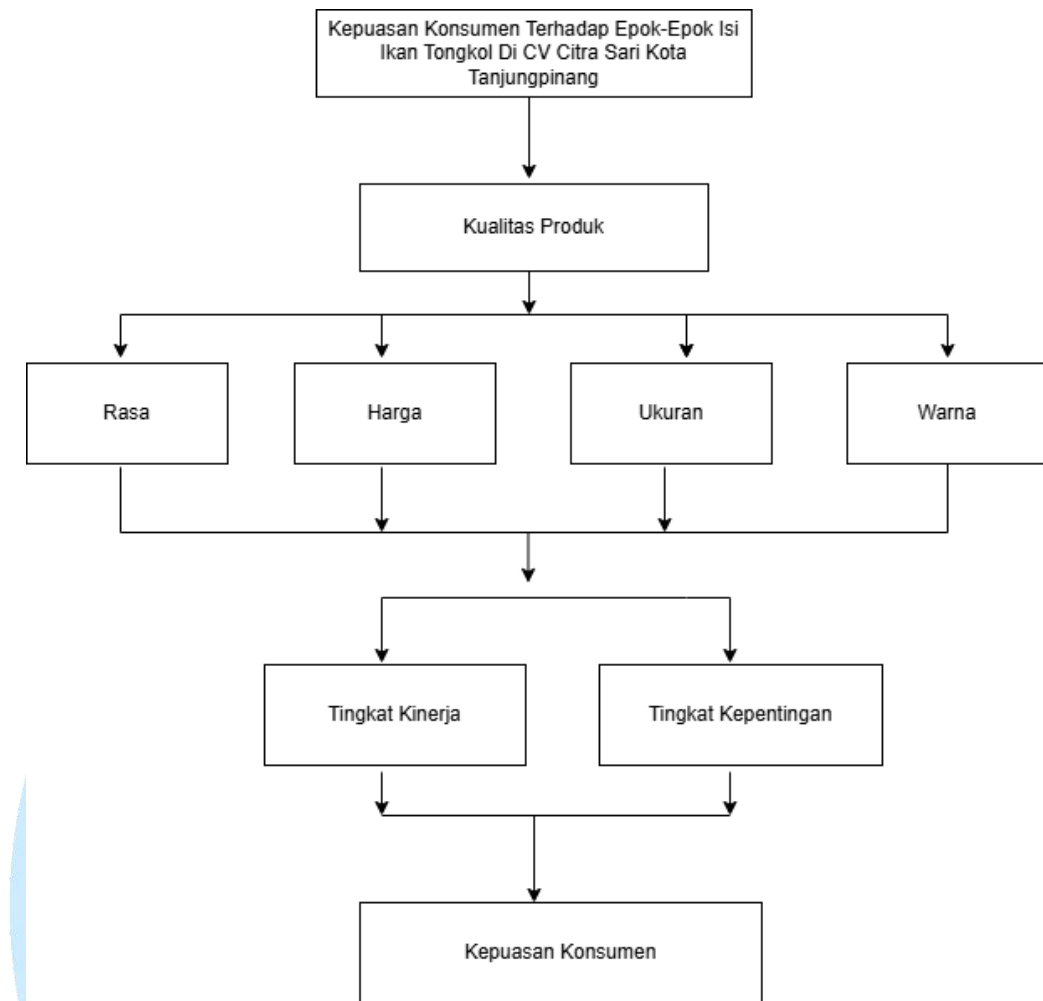 Kepuasan Konsumen Terhadap Epok-Epok Isi
Ikan Tongkol Di CV Citra Sari Kota
Tanjungpinang
Kualitas Produk
Rasa
Harga
Ukuran
Warna
Tingkat Kinerja
Tingkat Kepentingan
Kepuasan Konsumen